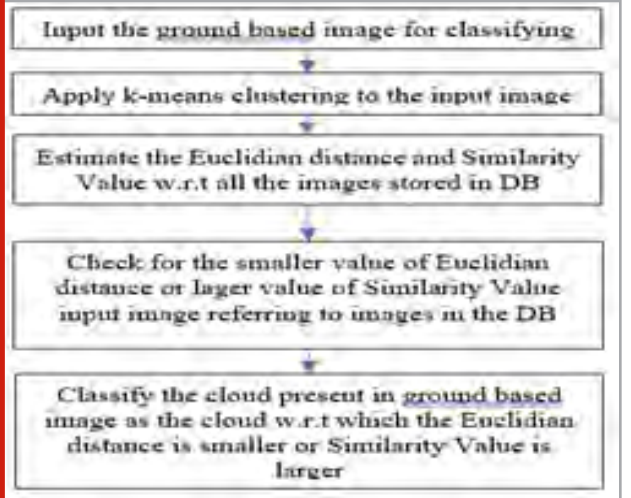 Input the ground based image for classifying
Apply k-means clustering to the input image
Estimate the Euclidian distance and Similarity
Value w.r.t all the images stored in DB
Check for the smaller value of Euclidian
distance or lager value of Similarity Value
input image referring to images in the DB
Classify the cloud present in ground based
image as the cloud w.r.t which the Euclidian
distance is smaller or Similarity Value is
larger